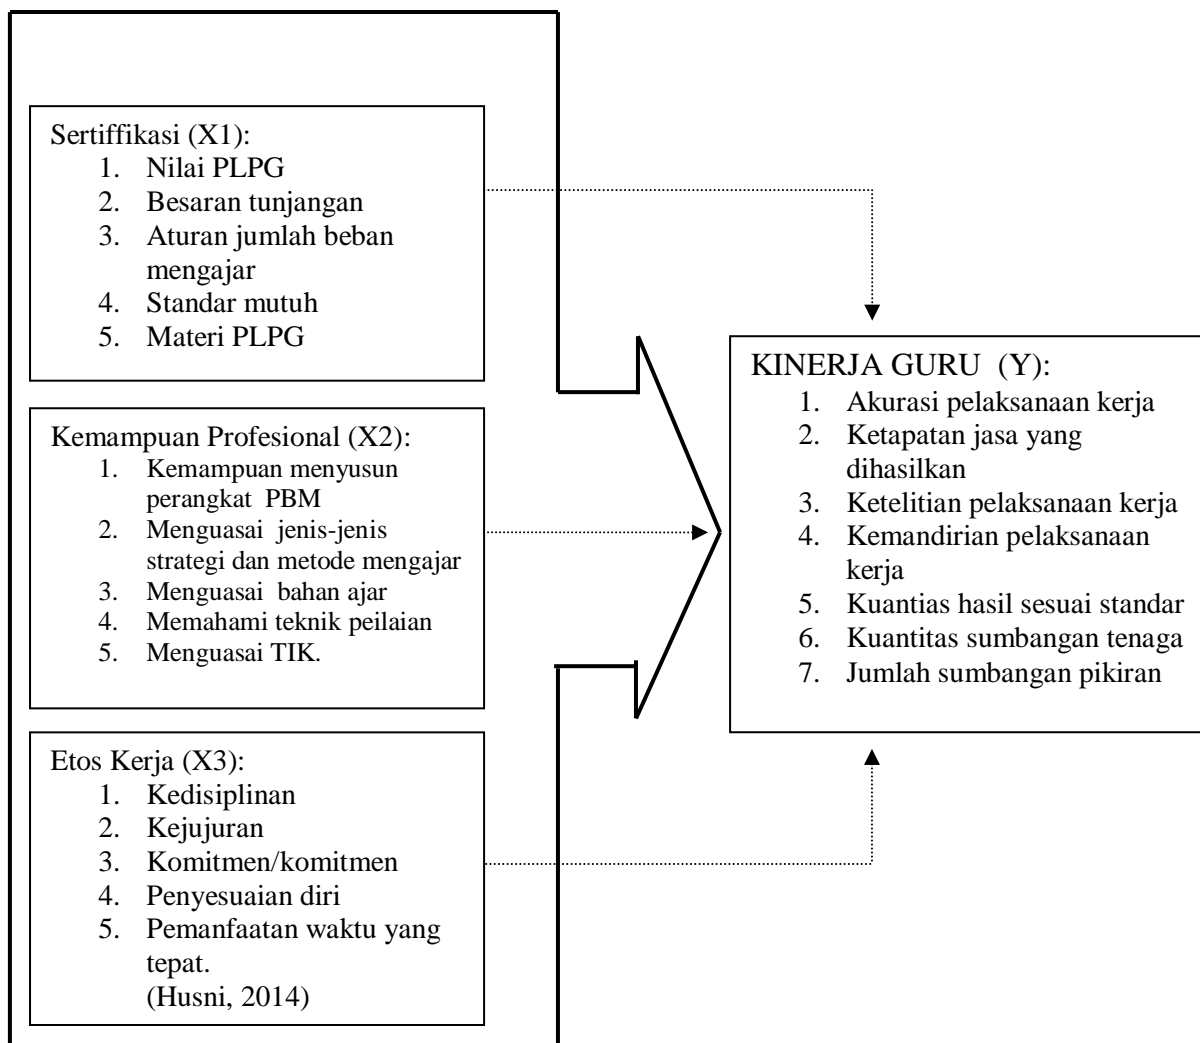 Sertiffikasi (X1):
1. Nilai PLPG
2. Besaran tunjangan
3. Aturan jumlah beban
mengajar
4. Standar mutuh
5. Materi PLPG
Kemampuan Profesional (X2):
1. Kemampuan menyusun
perangkat PBM
2. Menguasai jenis-jenis
strategi dan metode mengajar
3. Menguasai bahan ajar
4. Memahami teknik peilaian
5. Menguasai TIK.
Etos Kerja (X3):
1. Kedisiplinan
2. Kejujuran
3. Komitmen/komitmen
4. Penyesuaian diri
5. Pemanfaatan waktu yang
tepat.
(Husni, 2014)
KINERJA GURU (Y):
1. Akurasi pelaksanaan kerja
2. Ketapatan jasa yang
dihasilkan
3. Ketelitian pelaksanaan kerja
4. Kemandirian pelaksanaan
kerja
5. Kuantias hasil sesuai standar
6. Kuantitas sumbangan tenaga
7. Jumlah sumbangan pikiran